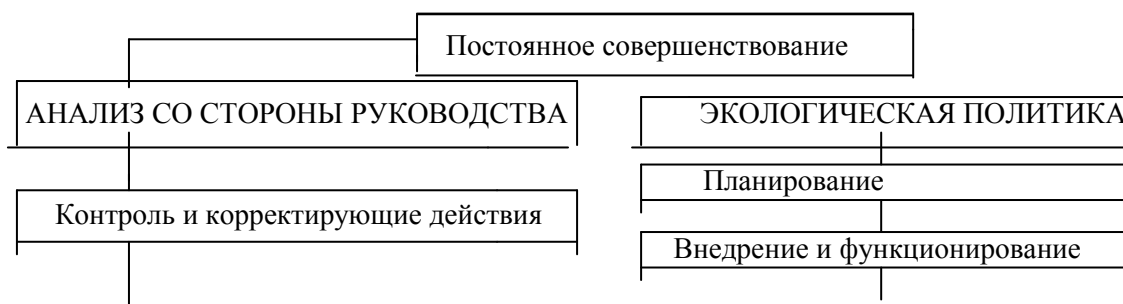 Постоянное совершенствование
АНАЛИЗ СО СТОРОНЫ РУКОВОДСТВА
ЭКОЛОГИЧЕСКАЯ ПОЛИТИКА
Планирование
Контроль и корректирующие действия
Внедрение и функционирование